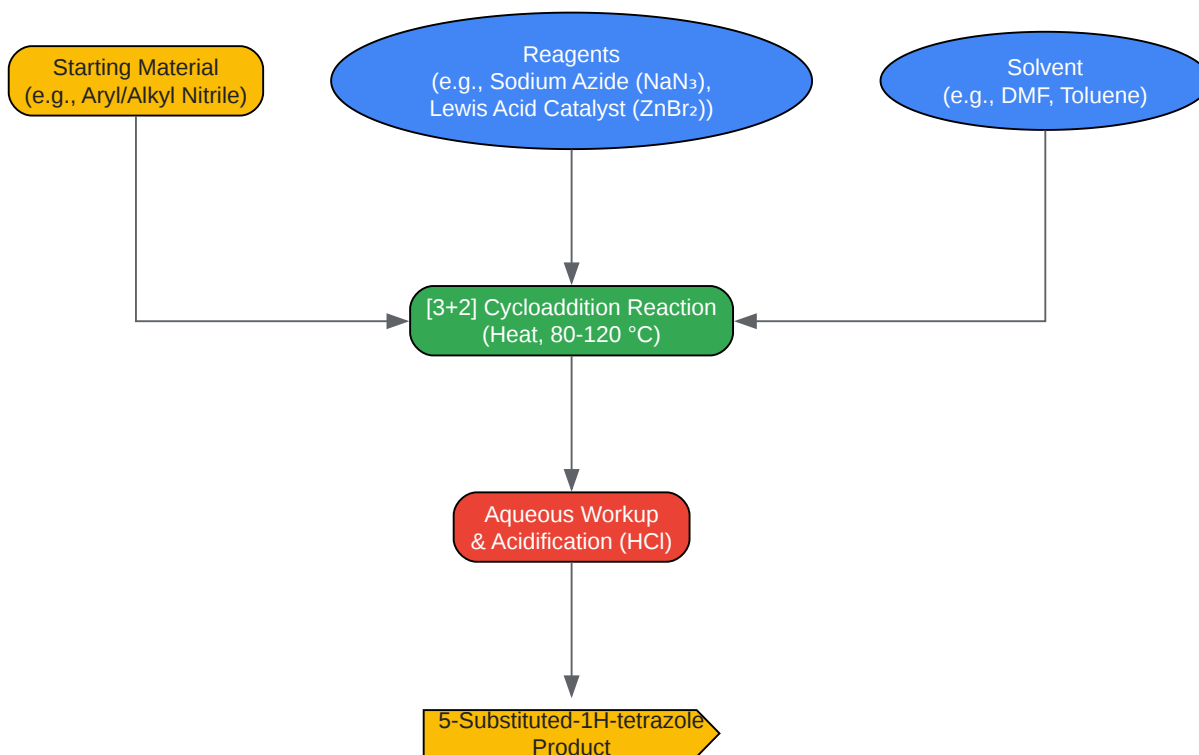 Starting Material
(e.g., Aryl/Alkyl Nitrile)
Reagents
(e.g., Sodium Azide (NaN₃),
Lewis Acid Catalyst (ZnBr₂))
Solvent
(e.g., DMF, Toluene)
[3+2] Cycloaddition Reaction
(Heat, 80-120 °C)
Aqueous Workup
& Acidification (HCl)
5-Substituted-1H-tetrazole
Product